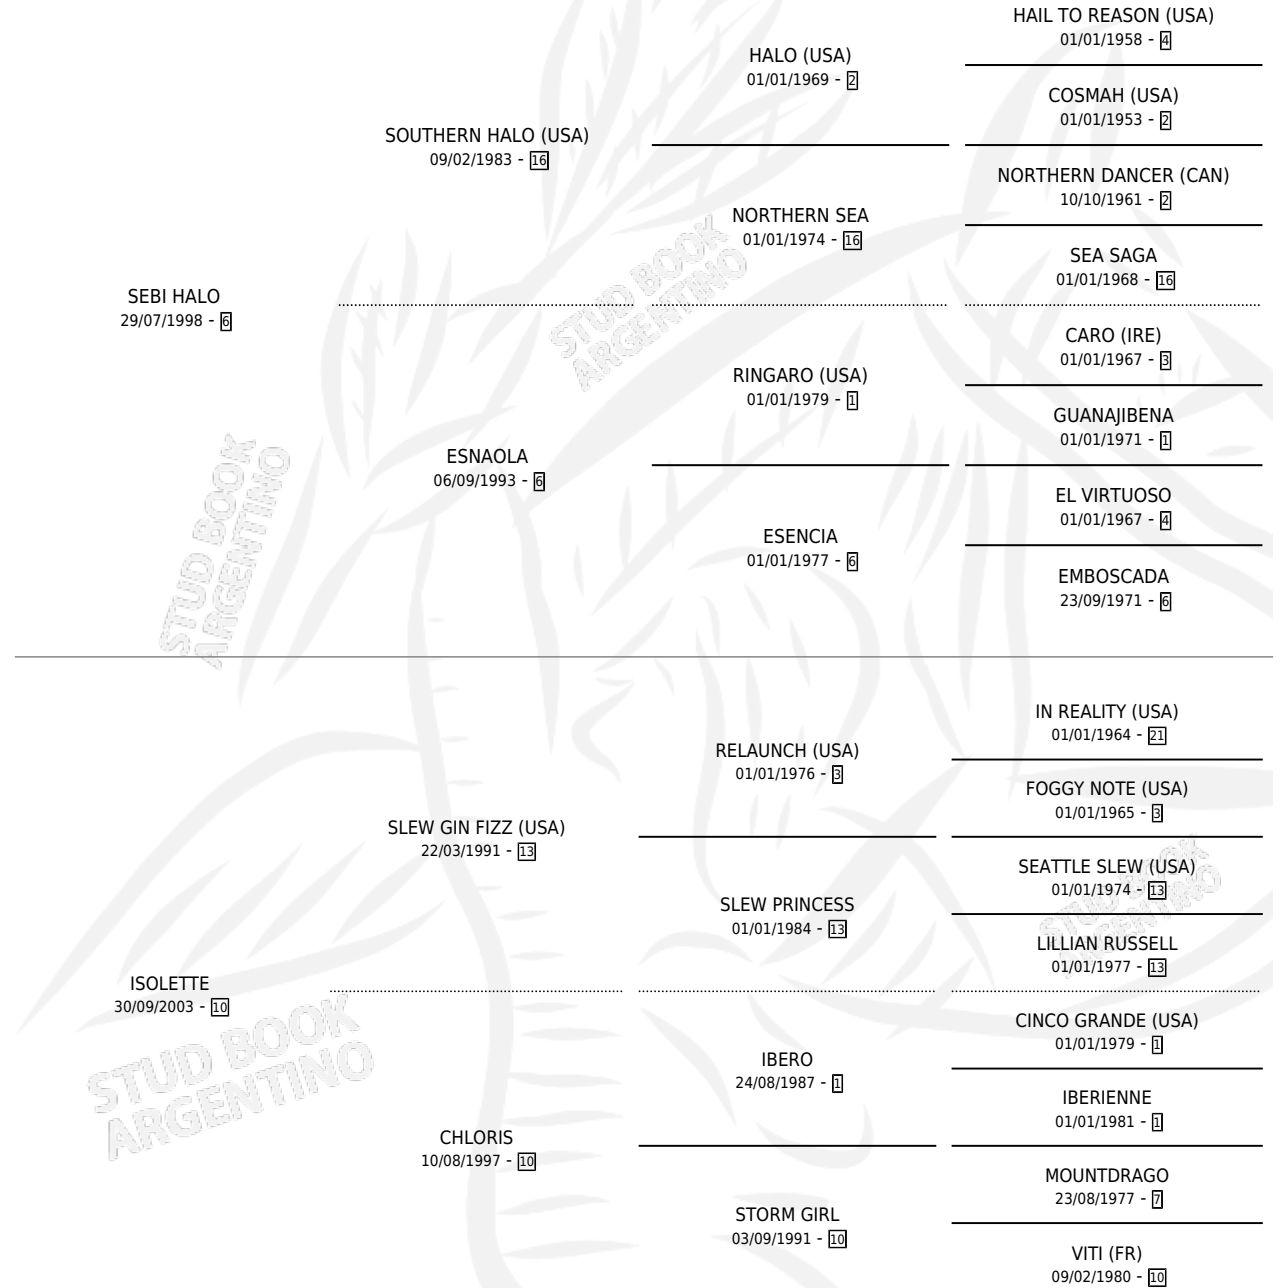 HAIL TO REASON (USA)
01/01/1958 - 4
HALO (USA)
01/01/1969 - 2
COSMAH (USA)
01/01/1953 - 2
SOUTHERN HALO (USA)
09/02/1983 - 16
NORTHERN DANCER (CAN)
10/10/1961 - 2
NORTHERN SEA
01/01/1974 - 16
SEA SAGA
01/01/1968 - 16
SEBI HALO
29/07/1998 - 6
STUD BOOK
ARGENTINO
CARO (IRE)
01/01/1967 - 3
RINGARO (USA)
01/01/1979 - 1
GUANAJIBENA
01/01/1971 - 1
ESNAOLA
06/09/1993 - 6
EL VIRTUOSO
01/01/1967 - 4
ESENCIA
01/01/1977 - 6
EMBOSCADA
23/09/1971 - 6
STUD BOOK
ARGENTINO
IN REALITY (USA)
01/01/1964 - 21
RELAUNCH (USA)
01/01/1976 - 3
FOGGY NOTE (USA)
01/01/1965 - 3
SLEW GIN FIZZ (USA)
22/03/1991 - 13
SEATTLE SLEW (USA)
01/01/1974 - 13
STUD BOOK
ARGENTINO
SLEW PRINCESS
01/01/1984 - 13
LILLIAN RUSSELL
01/01/1977 - 13
ISOLETTE
30/09/2003 - 10
CINCO GRANDE (USA)
01/01/1979 - 1
IBERO
24/08/1987 - 1
IBERIENNE
01/01/1981 - 1
STUD BOOK
ARGENTINO
CHLORIS
10/08/1997 - 10
MOUNTDRAGO
23/08/1977 - 7
STORM GIRL
03/09/1991 - 10
VITI (FR)
09/02/1980 - 10